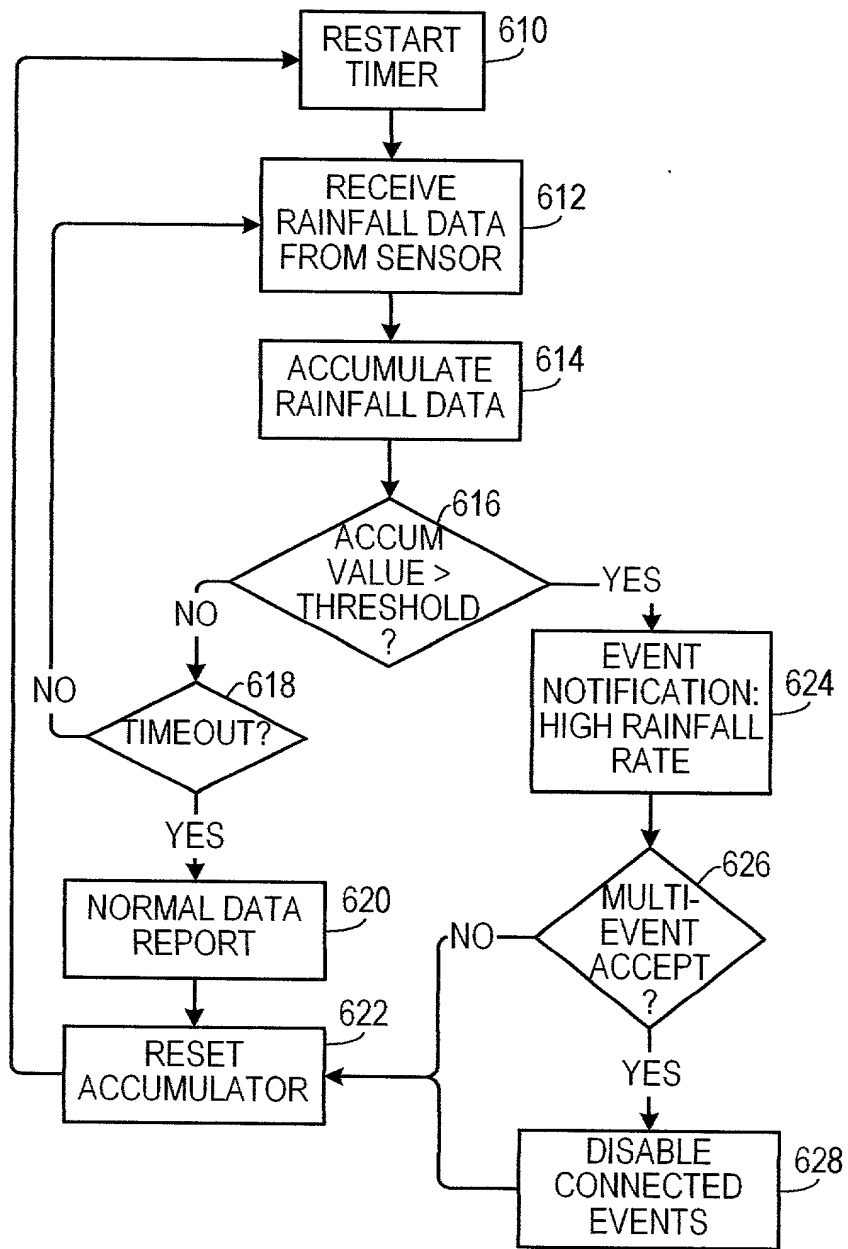 RESTART
TIMER
610
RECEIVE
RAINFALL DATA
FROM SENSOR
612
ACCUMULATE
RAINFALL DATA
614
616
ACCUM
VALUE >
THRESHOLD
?
NO
YES
618
TIMEOUT?
NO
YES
EVENT
NOTIFICATION:
HIGH RAINFALL
RATE
624
NORMAL DATA
REPORT
620
626
MULTI-
EVENT
ACCEPT
?
NO
YES
RESET
ACCUMULATOR
622
DISABLE
CONNECTED
EVENTS
628